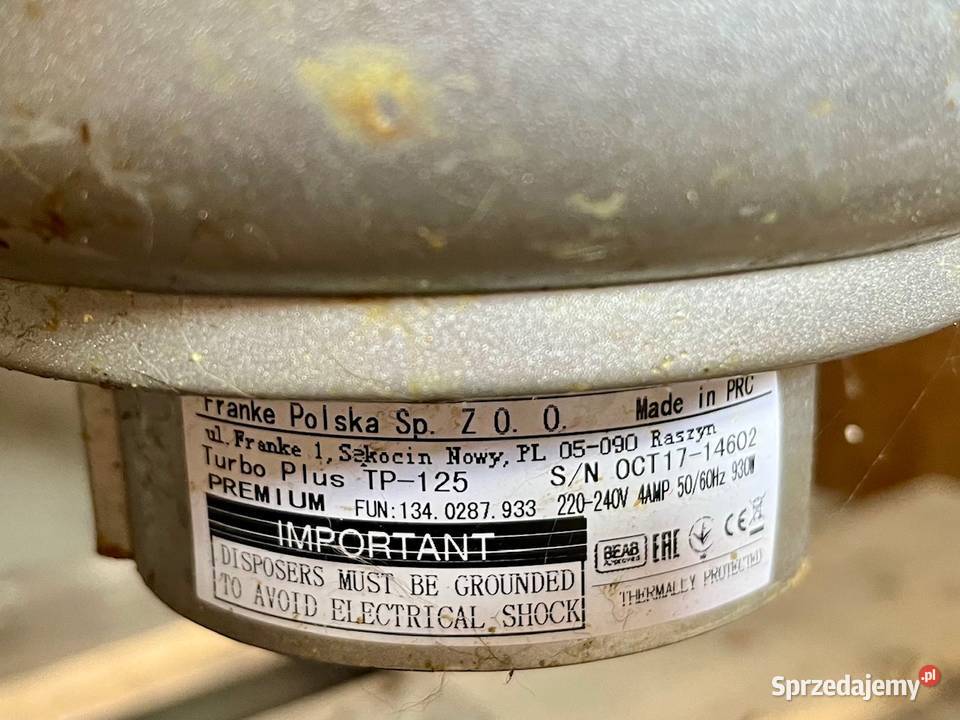 Franke Polska Sp. Z O. O. Made in PRC
ul. Franke 1, Szkocin Nowy, PL 05-090 Raszyn
Turbo Plus TP-125 S/N OCT17-14602
PREMIUM FUN:134.0287.933 220-240V 4AMP 50/60Hz 930W
IMPORTANT
DISPOSERS MUST BE GROUNDED
TO AVOID ELECTRICAL SHOCK
BEAB EAC CE
THERMALLY PROTECTED
Sprzedajemy.pl